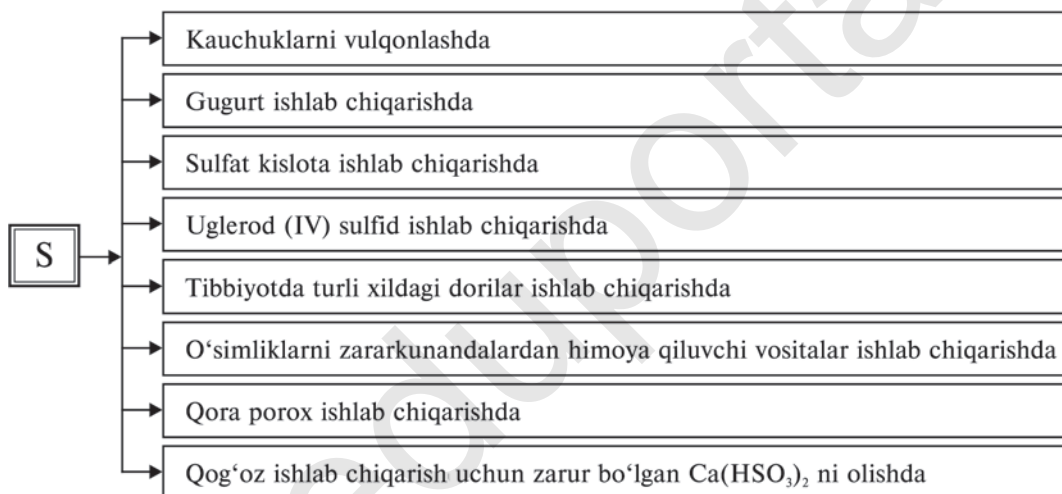 Kauchuklarni vulqonlashda
Gugurt ishlab chiqarishda
Sulfat kislota ishlab chiqarishda
Uglerod (IV) sulfid ishlab chiqarishda
S
Tibbiyotda turli xildagi dorilar ishlab chiqarishda
O‘simliklarni zararkunandalardan himoya qiluvchi vositalar ishlab chiqarishda
Qora porox ishlab chiqarishda
Qog‘oz ishlab chiqarish uchun zarur bo‘lgan Ca(HSO₃)₂ ni olishda